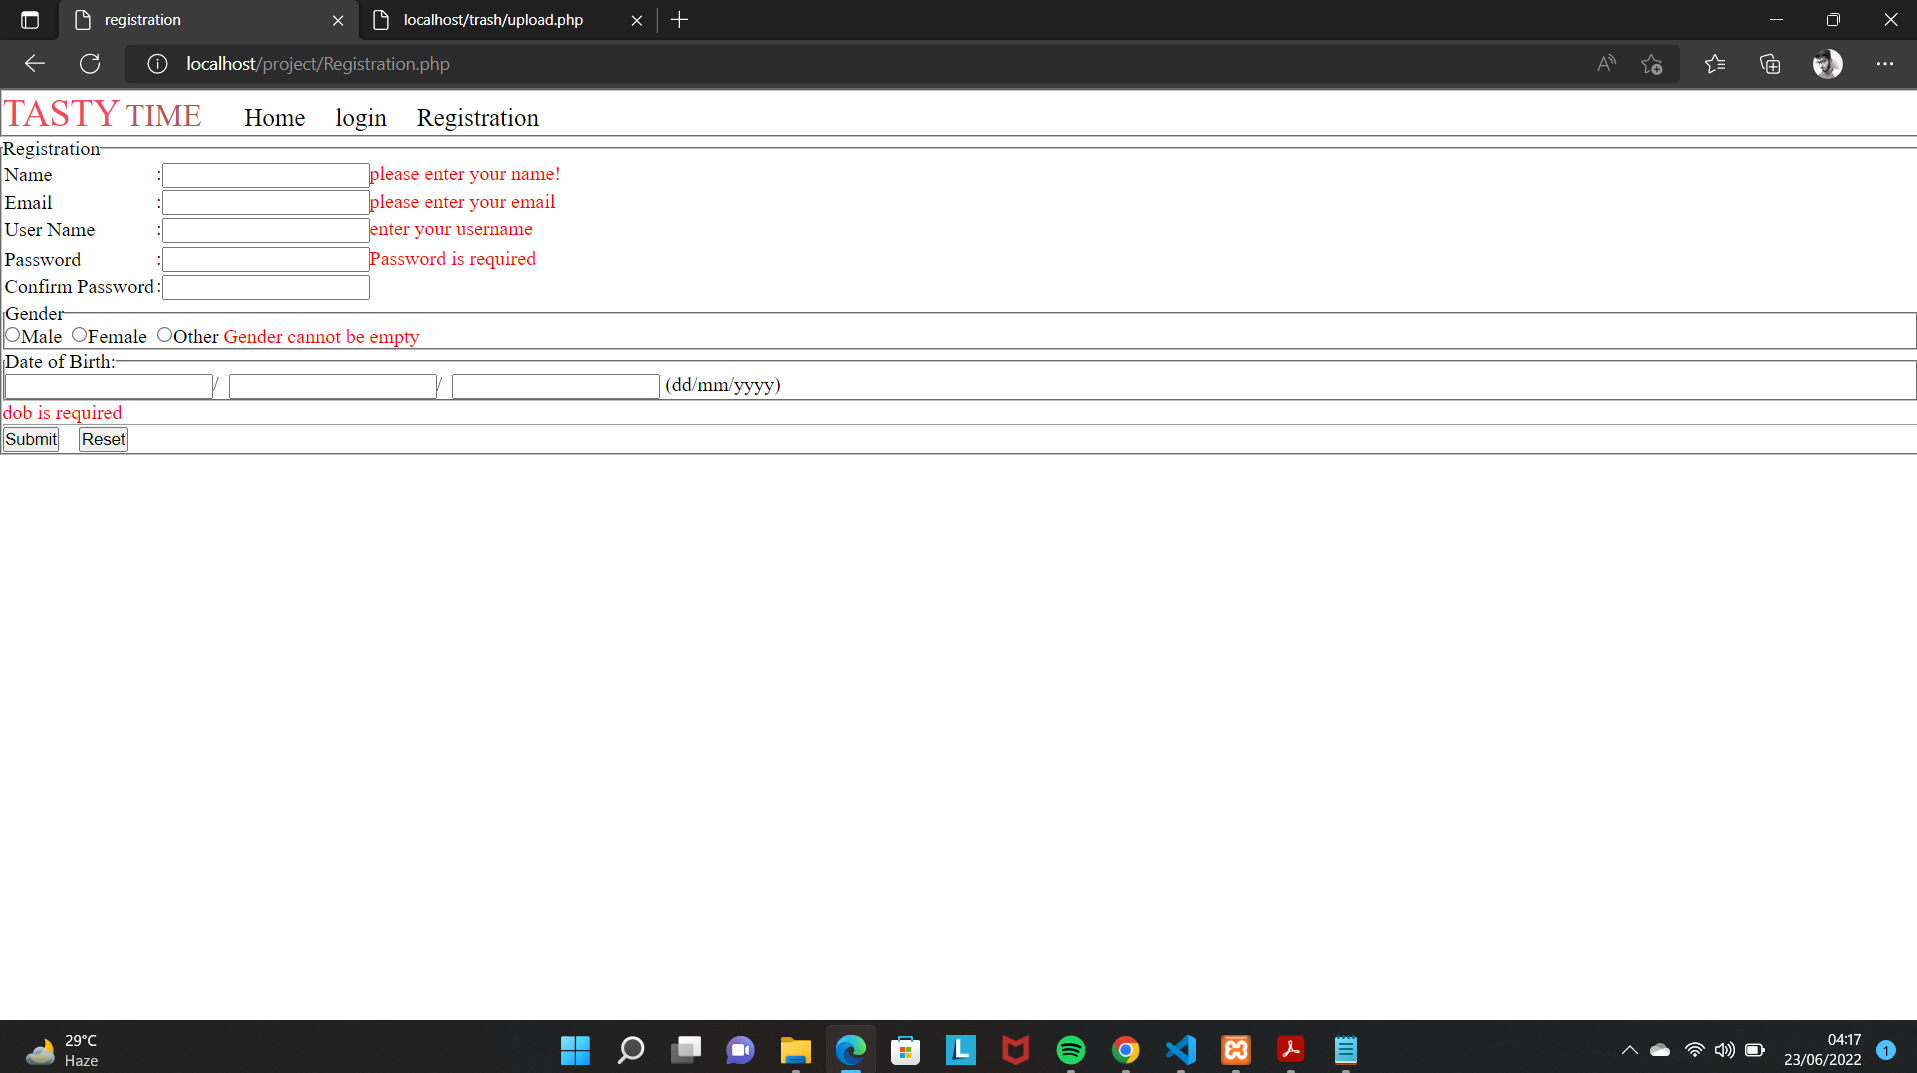 registration
localhost/trash/upload.php
localhost/project/Registration.php
TASTY TIME Home login Registration
Registration
Name :please enter your name!
Email :please enter your email
User Name :enter your username
Password :Password is required
Confirm Password:
Gender
Male Female Other Gender cannot be empty
Date of Birth:
/ / (dd/mm/yyyy)
dob is required
Submit Reset
29°C
Haze
L
04:17
23/06/2022
1